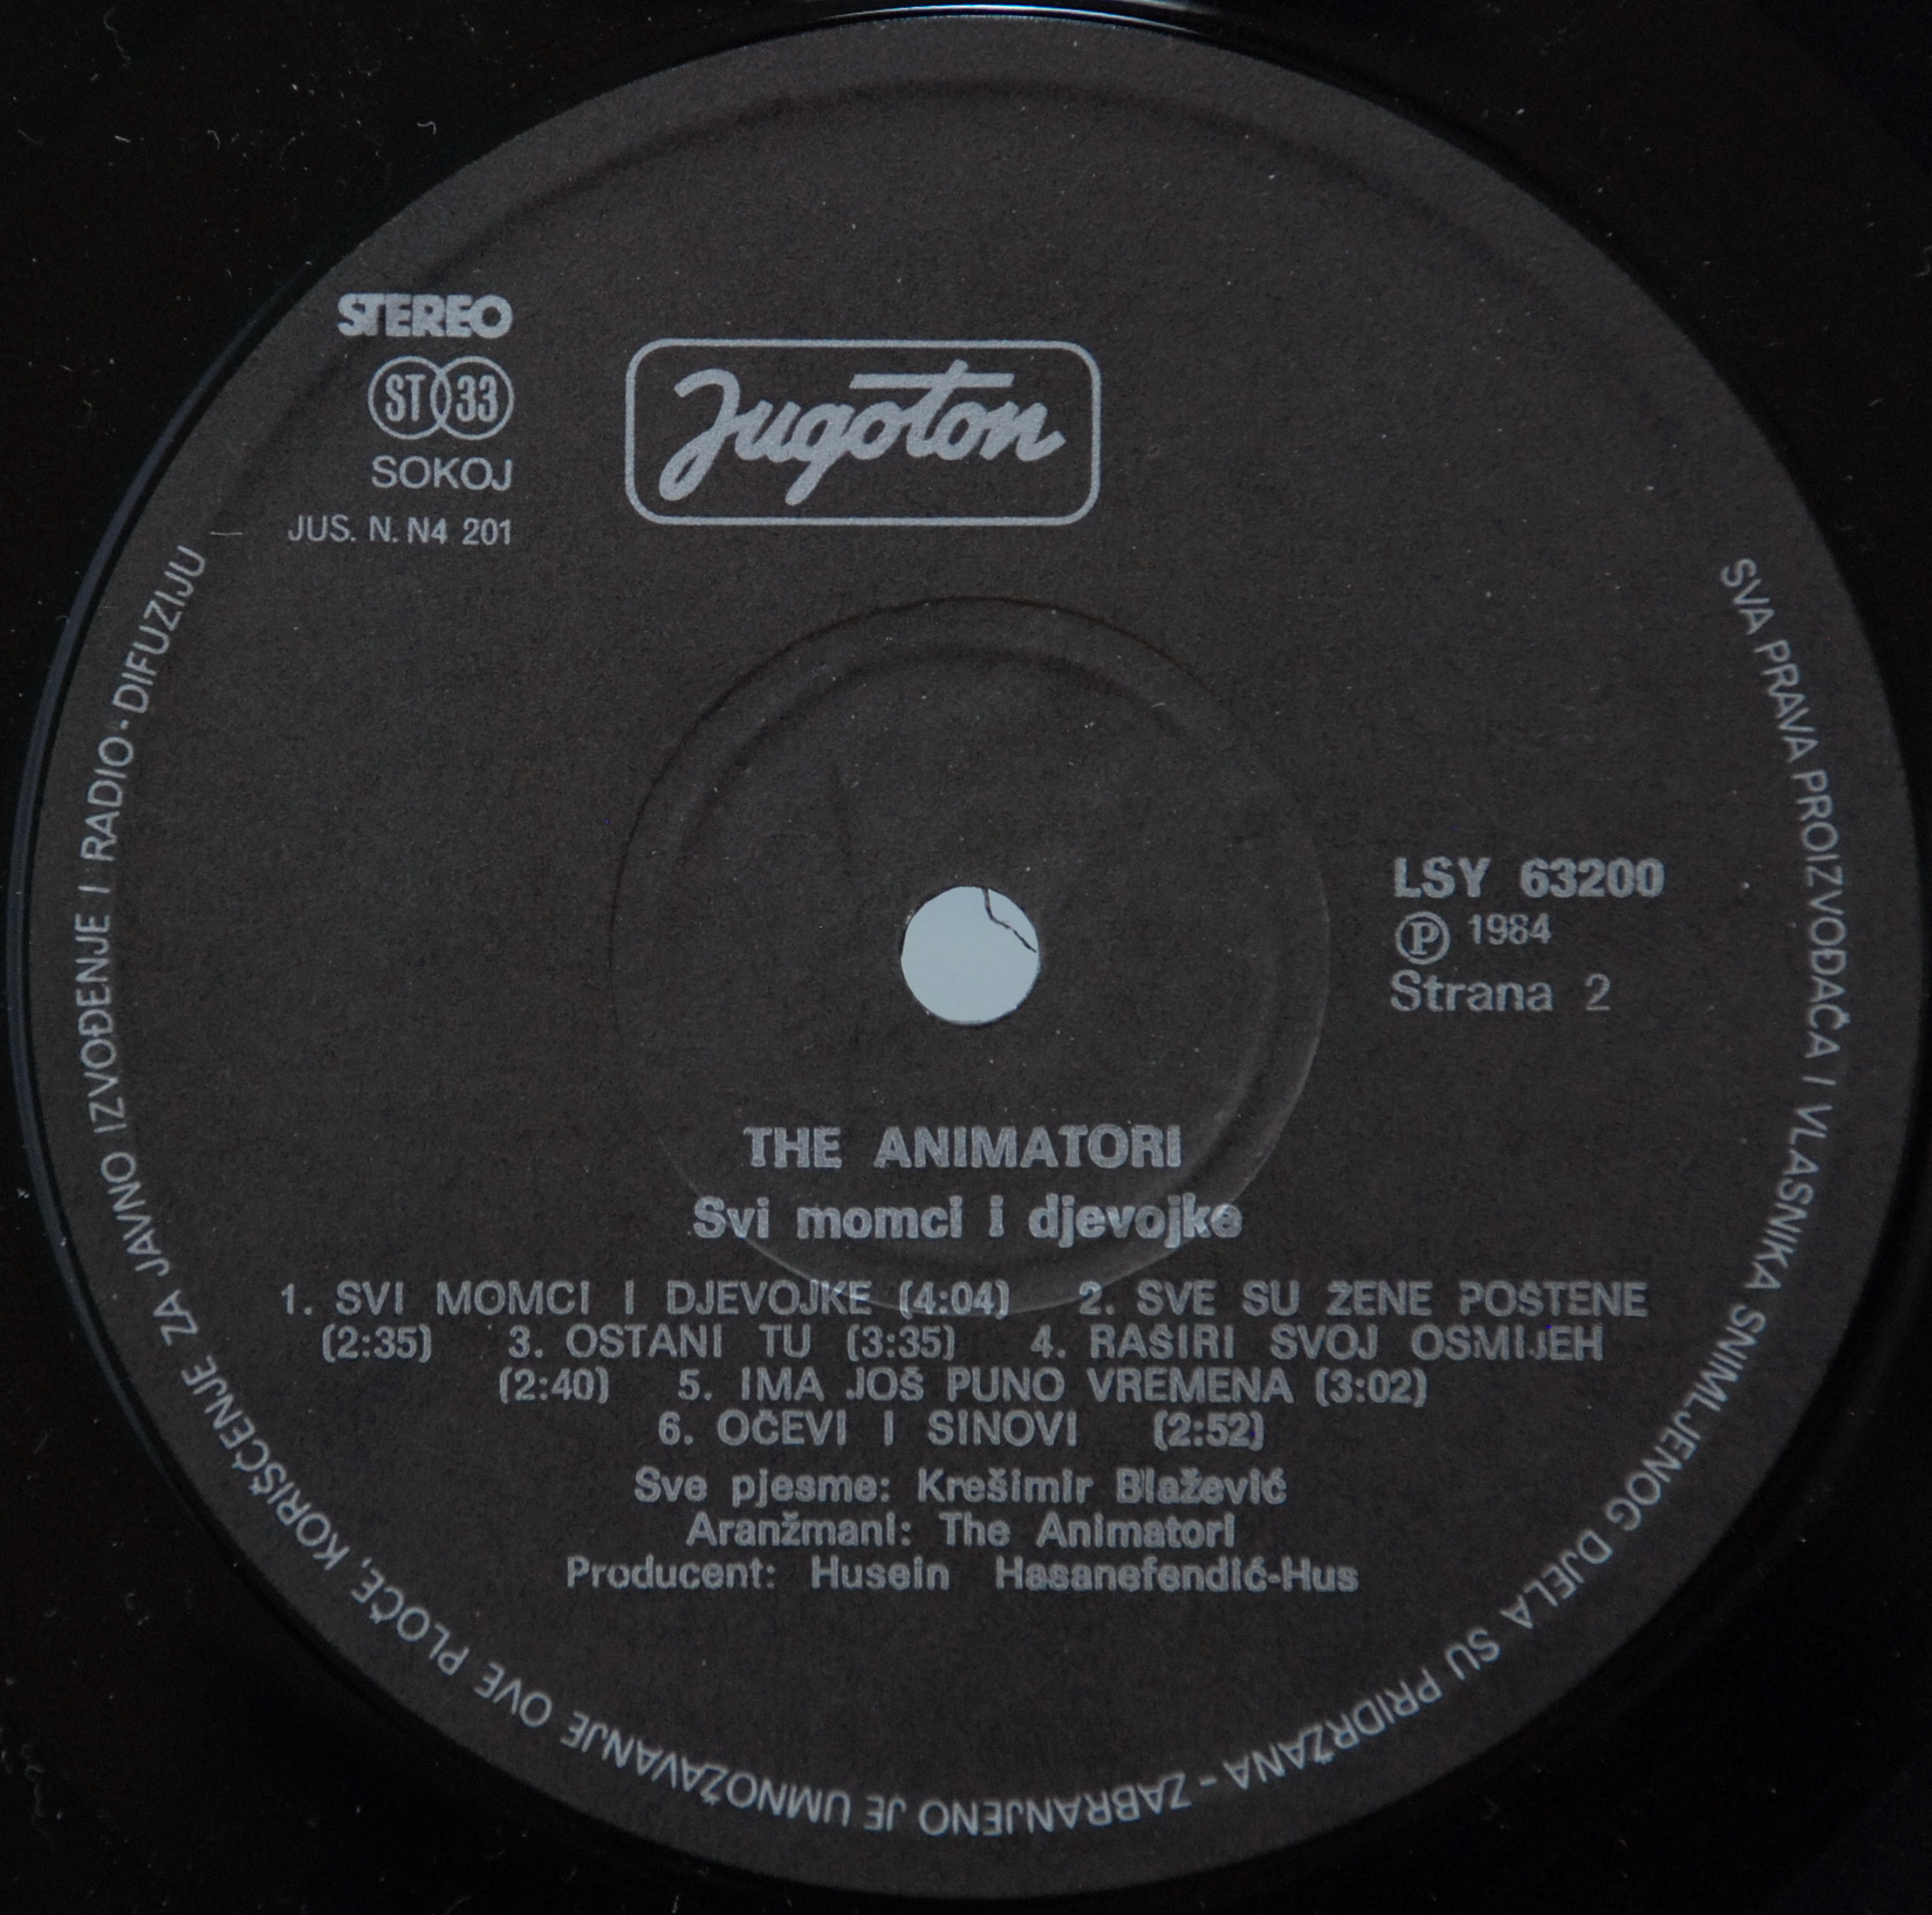 STEREO
ST 33
SOKOJ
JUS. N. N4 201
Jugoton
LSY 63200
Ⓟ 1984
Strana 2
THE ANIMATORI
Svi momci i djevojke
1. SVI MOMCI I DJEVOJKE (4:04) 2. SVE SU ŽENE POŠTENE
(2:35) 3. OSTANI TU (3:35) 4. RAŠIRI SVOJ OSMIJEH
(2:40) 5. IMA JOŠ PUNO VREMENA (3:02)
6. OČEVI I SINOVI (2:52)
Sve pjesme: Krešimir Blažević
Aranžmani: The Animatori
Producent: Husein Hasanefendić-Hus
SVA PRAVA PROIZVOĐAČA I VLASNIKA SNIMLJENOG DJELA SU PRIDRŽANA - ZABRANJENO JE UMNOŽAVANJE OVE PLOČE, KORIŠĆENJE ZA JAVNO IZVOĐENJE I RADIO-DIFUZIJU